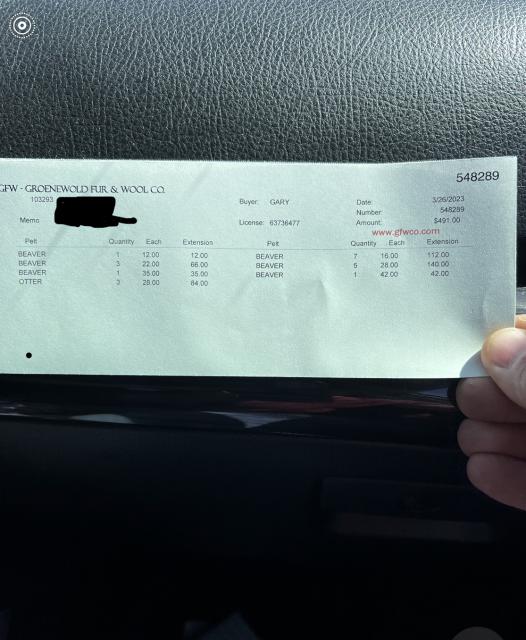 548289
GFW - GROENEWOLD FUR & WOOL CO.
103293
Buyer: GARY
Date: 3/26/2023
Number: 548289
Memo
License: 63736477
Amount: $491.00
www.gfwco.com
Pelt Quantity Each Extension Pelt Quantity Each Extension
BEAVER 1 12.00 12.00 BEAVER 7 16.00 112.00
BEAVER 3 22.00 66.00 BEAVER 5 28.00 140.00
BEAVER 1 35.00 35.00 BEAVER 1 42.00 42.00
OTTER 3 28.00 84.00